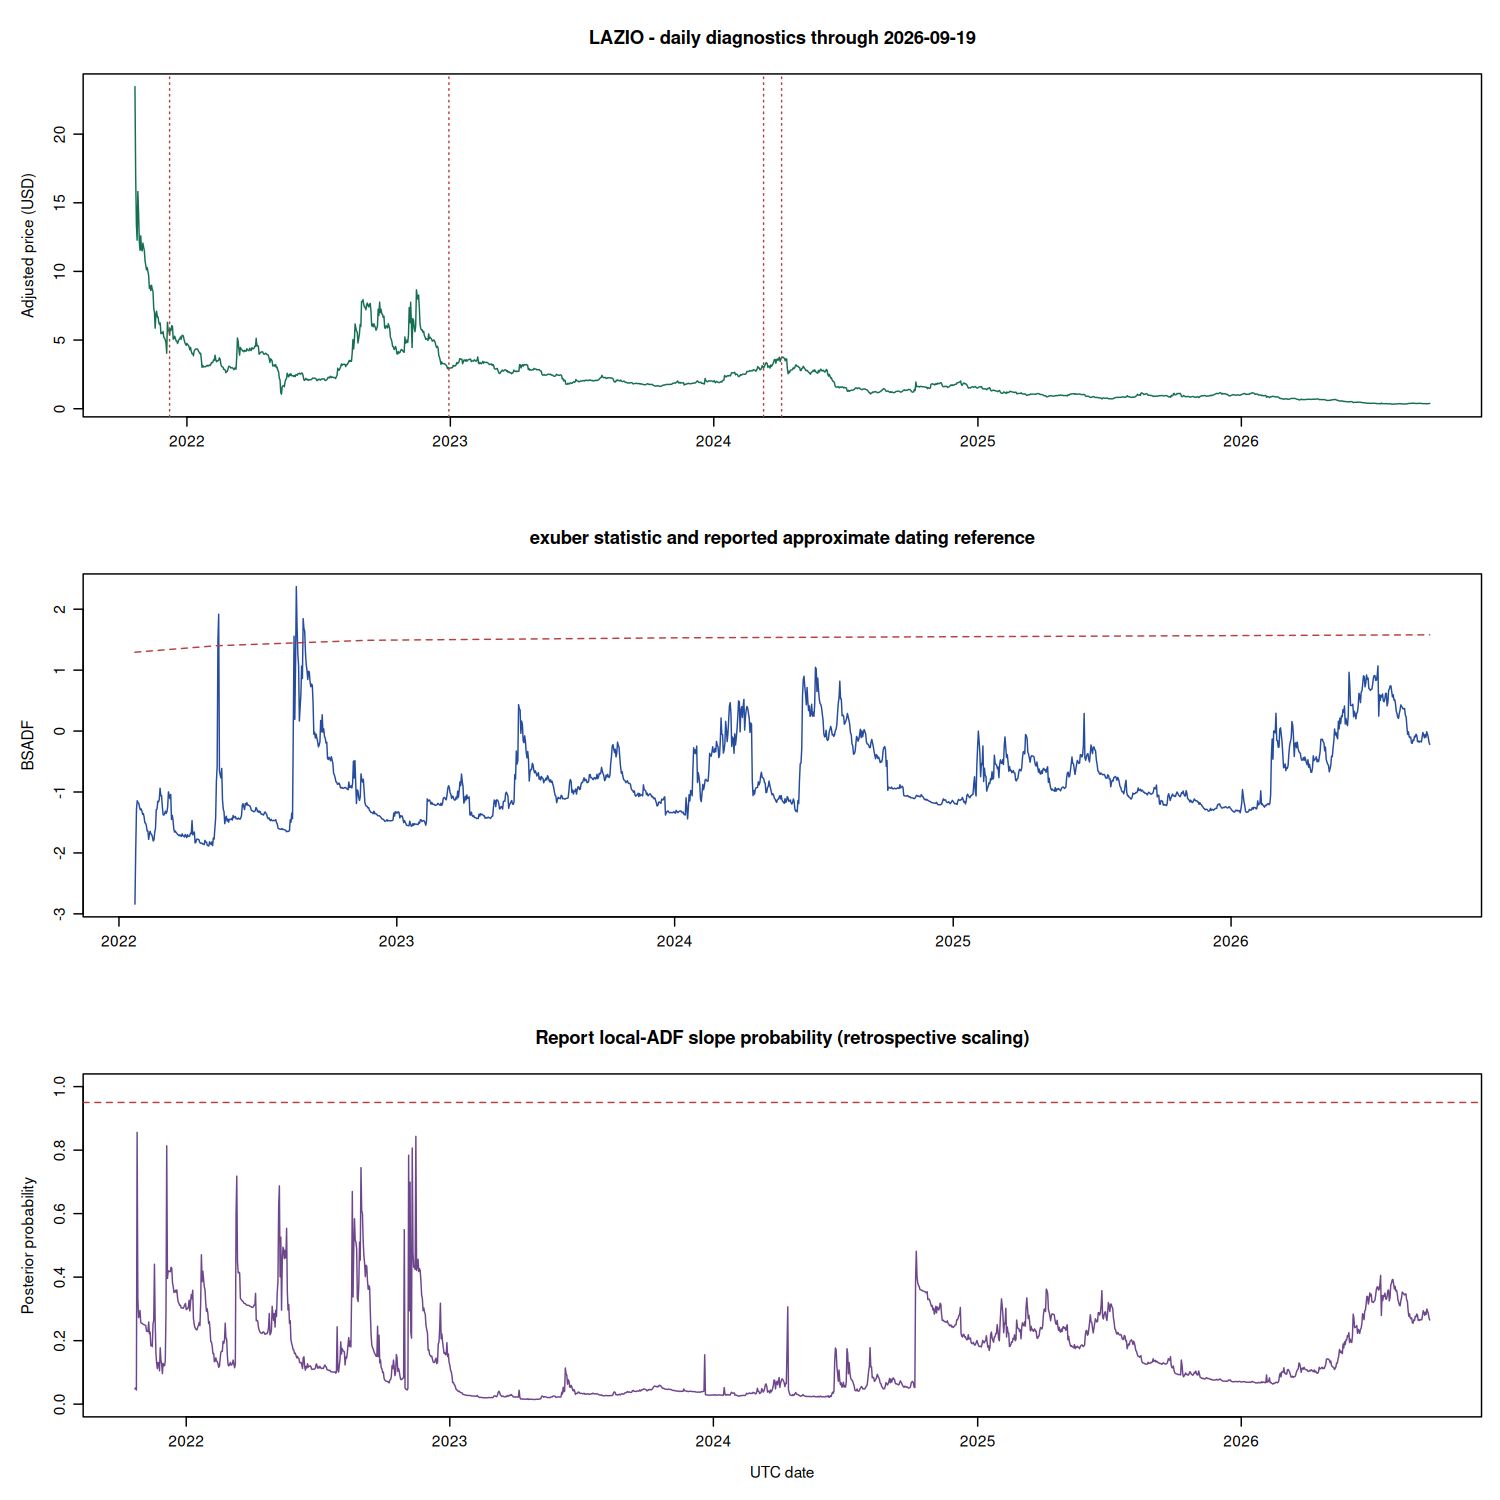 LAZIO - daily diagnostics through 2026-09-19
Adjusted price (USD)
20
15
10
5
0
2022 2023 2024 2025 2026
exuber statistic and reported approximate dating reference
BSADF
2
1
0
-1
-2
-3
2022 2023 2024 2025 2026
Report local-ADF slope probability (retrospective scaling)
Posterior probability
1.0
0.8
0.6
0.4
0.2
0.0
2022 2023 2024 2025 2026
UTC date